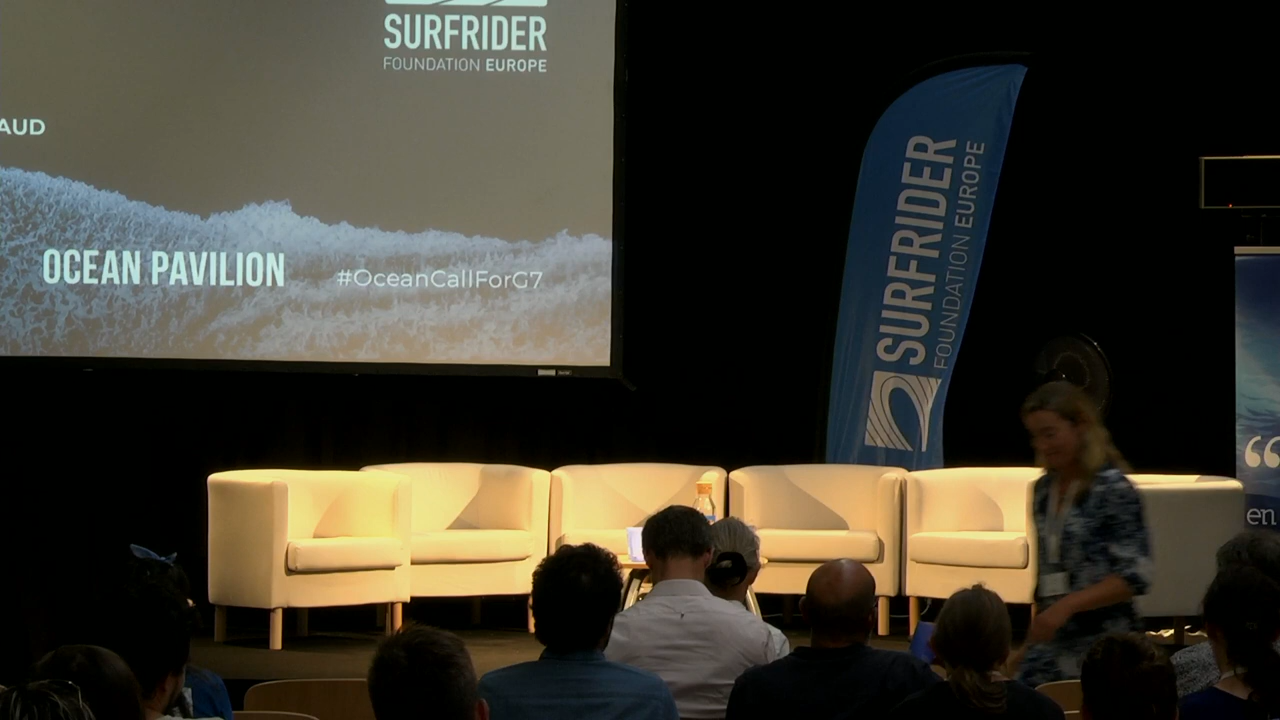 SURFRIDER
FOUNDATION EUROPE
AUD
OCEAN PAVILION #OceanCallForG7
SURFRIDER
FOUNDATION EUROPE
“
en